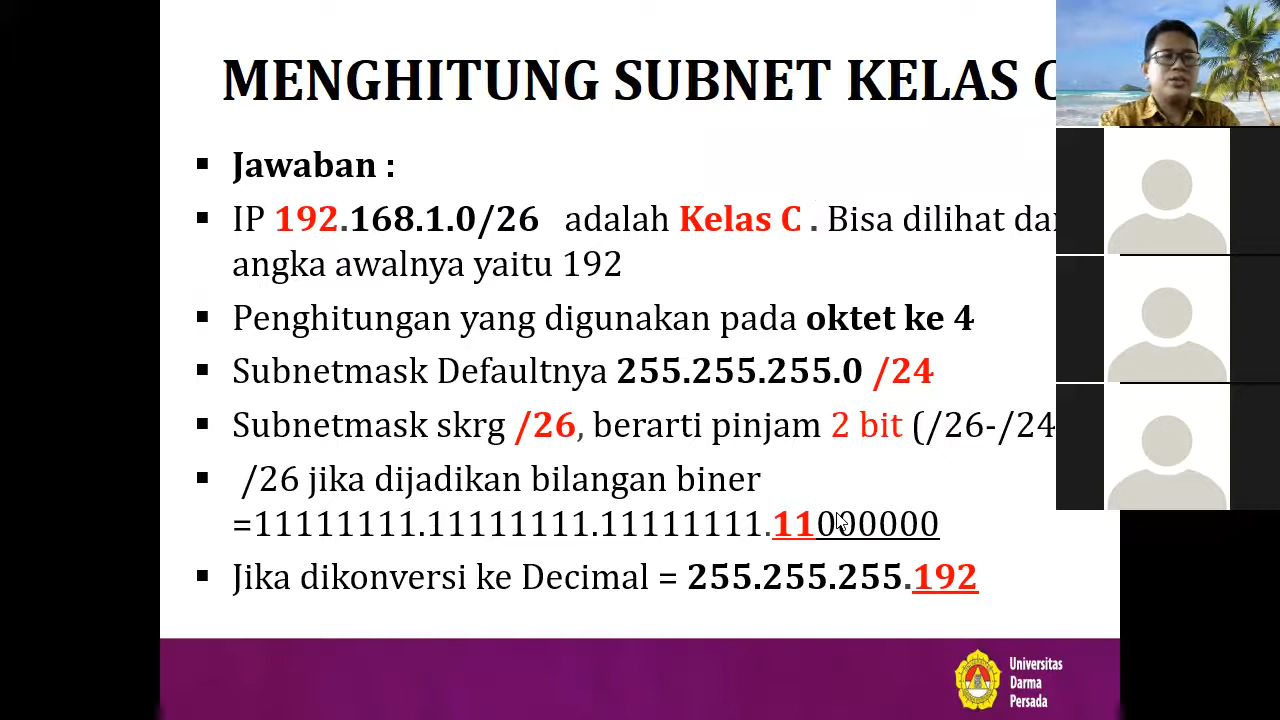 MENGHITUNG SUBNET KELAS C
Jawaban :
IP 192.168.1.0/26 adalah Kelas C . Bisa dilihat
angka awalnya yaitu 192
Penghitungan yang digunakan pada oktet ke 4
Subnetmask Defaultnya 255.255.255.0 /24
Subnetmask skrg /26, berarti pinjam 2 bit (/26-/24
/26 jika dijadikan bilangan biner
=11111111.11111111.11111111.11000000
Jika dikonversi ke Decimal = 255.255.255.192
Universitas
Darma
Persada